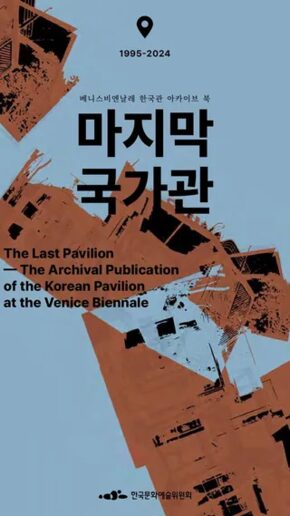 1995-2024
베니스비엔날레 한국관 아카이브 북
마지막
국가관
The Last Pavilion
— The Archival Publication
of the Korean Pavilion
at the Venice Biennale
한국문화예술위원회